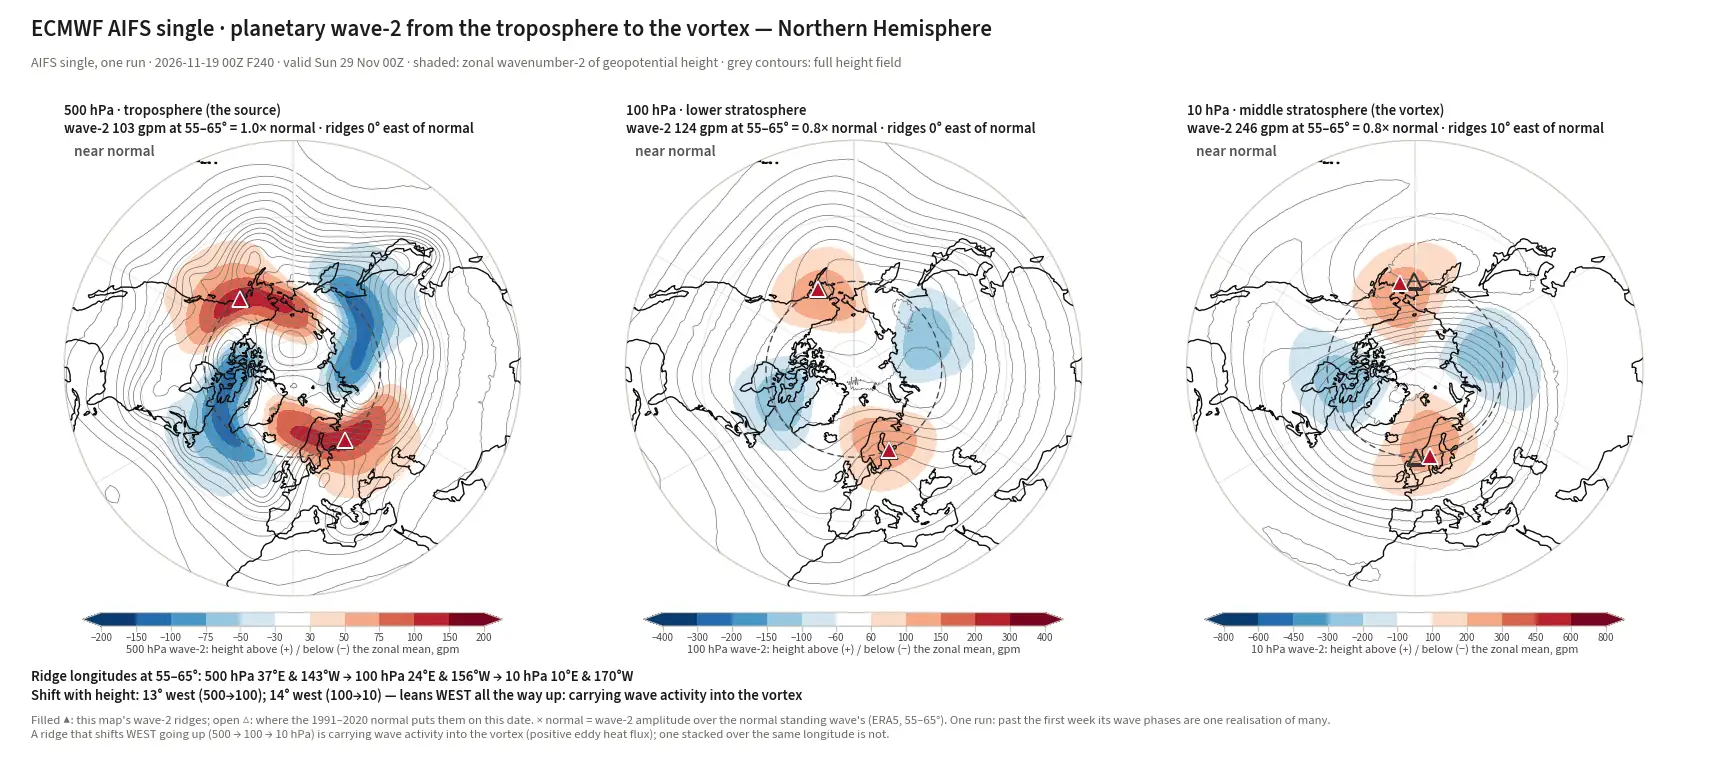 ECMWF AIFS single · planetary wave-2 from the troposphere to the vortex — Northern Hemisphere
AIFS single, one run · 2026-11-19 00Z F240 · valid Sun 29 Nov 00Z · shaded: zonal wavenumber-2 of geopotential height · grey contours: full height field
500 hPa · troposphere (the source)
wave-2 103 gpm at 55–65° = 1.0× normal · ridges 0° east of normal
near normal
100 hPa · lower stratosphere
wave-2 124 gpm at 55–65° = 0.8× normal · ridges 0° east of normal
near normal
10 hPa · middle stratosphere (the vortex)
wave-2 246 gpm at 55–65° = 0.8× normal · ridges 10° east of normal
near normal
−200 −150 −100 −75 −50 −30 30 50 75 100 150 200
500 hPa wave-2: height above (+) / below (−) the zonal mean, gpm
−400 −300 −200 −150 −100 −60 60 100 150 200 300 400
100 hPa wave-2: height above (+) / below (−) the zonal mean, gpm
−800 −600 −450 −300 −200 −100 100 200 300 450 600 800
10 hPa wave-2: height above (+) / below (−) the zonal mean, gpm
Ridge longitudes at 55–65°: 500 hPa 37°E & 143°W → 100 hPa 24°E & 156°W → 10 hPa 10°E & 170°W
Shift with height: 13° west (500→100); 14° west (100→10) — leans WEST all the way up: carrying wave activity into the vortex
Filled ▲: this map's wave-2 ridges; open △: where the 1991–2020 normal puts them on this date. × normal = wave-2 amplitude over the normal standing wave's (ERA5, 55–65°). One run: past the first week its wave phases are one realisation of many.
A ridge that shifts WEST going up (500 → 100 → 10 hPa) is carrying wave activity into the vortex (positive eddy heat flux); one stacked over the same longitude is not.